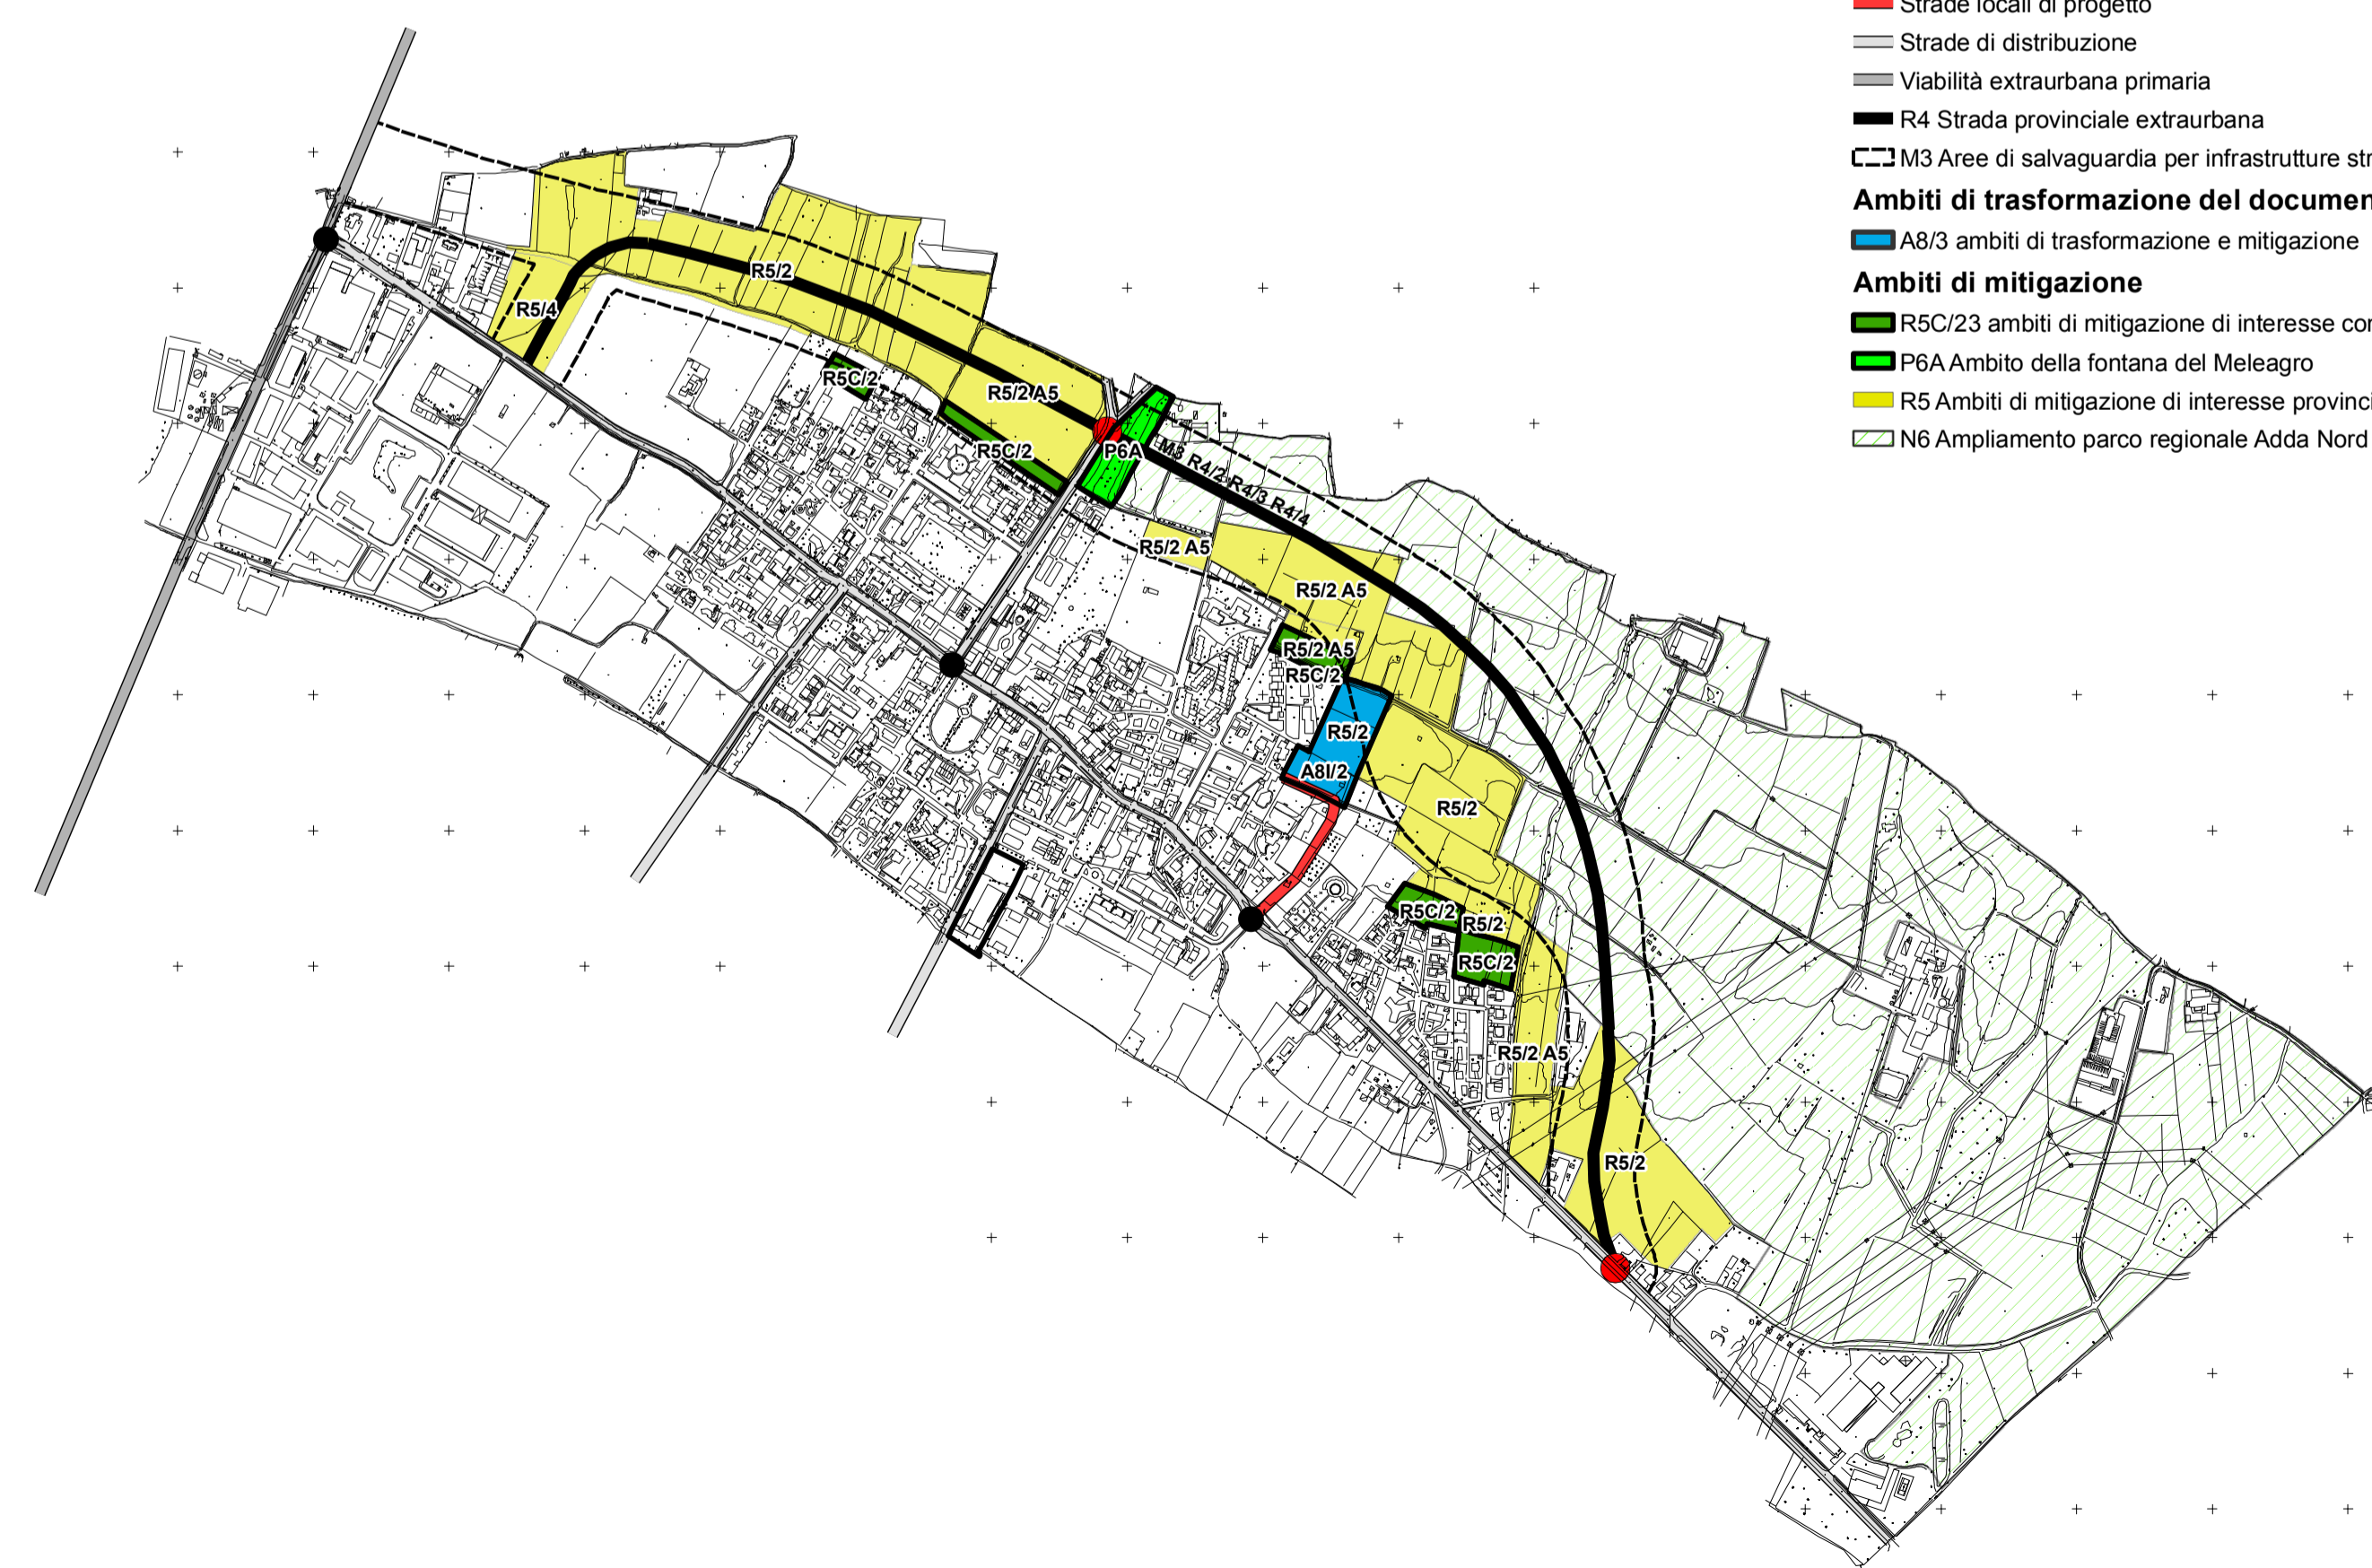 Strade locali di progetto
Strade di distribuzione
Viabilità extraurbana primaria
R4 Strada provinciale extraurbana
M3 Aree di salvaguardia per infrastrutture str
Ambiti di trasformazione del documen
A8/3 ambiti di trasformazione e mitigazione
Ambiti di mitigazione
R5C/23 ambiti di mitigazione di interesse co
P6A Ambito della fontana del Meleagro
R5 Ambiti di mitigazione di interesse provinci
N6 Ampliamento parco regionale Adda Nord
R5/2
R5/4
R5C/2
R5/2 A5
R5C/2
P6A
M3 R4/2 R4/3 R4/4
R5/2 A5
R5/2 A5
R5/2 A5
R5C/2
R5/2
A8I/2
R5/2
R5C/2
R5/2
R5C/2
R5/2 A5
R5/2